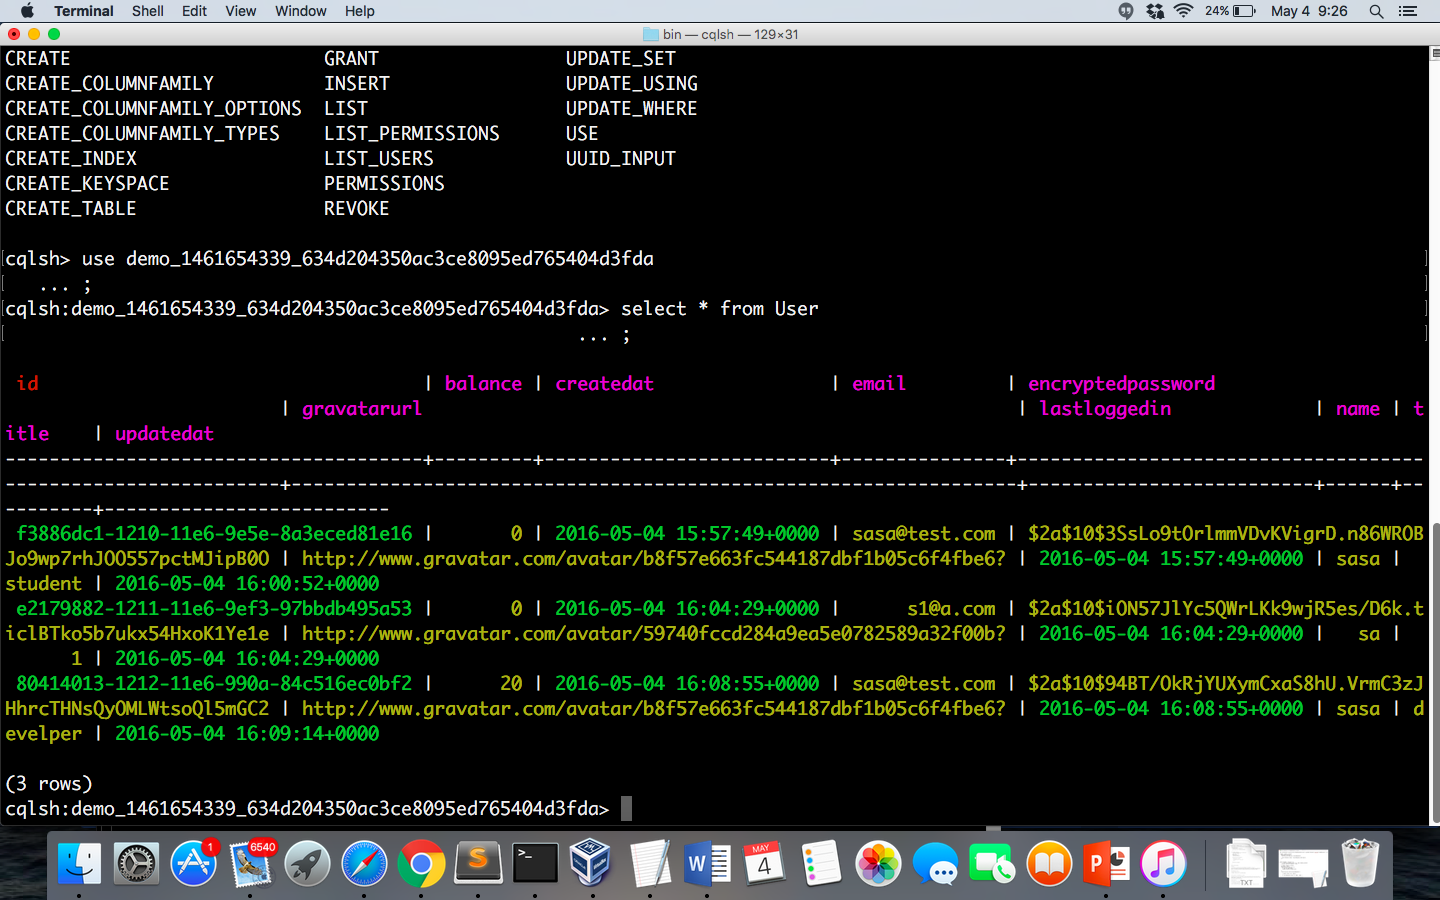 Terminal Shell Edit View Window Help 24% May 4 9:26
bin — cqlsh — 129×31
CREATE GRANT UPDATE_SET
CREATE_COLUMNFAMILY INSERT UPDATE_USING
CREATE_COLUMNFAMILY_OPTIONS LIST UPDATE_WHERE
CREATE_COLUMNFAMILY_TYPES LIST_PERMISSIONS USE
CREATE_INDEX LIST_USERS UUID_INPUT
CREATE_KEYSPACE PERMISSIONS
CREATE_TABLE REVOKE
[cqlsh> use demo_1461654339_634d204350ac3ce8095ed765404d3fda ]
[ ... ; ]
[cqlsh:demo_1461654339_634d204350ac3ce8095ed765404d3fda> select * from User ]
[ ... ; ]
id | balance | createdat | email | encryptedpassword
| gravatarurl | lastloggedin | name | t
itle | updatedat
--------------------------------------+---------+--------------------------+---------------+-------------------------------------
-------------------------+------------------------------------------------------------------+--------------------------+------+--
--------+--------------------------
f3886dc1-1210-11e6-9e5e-8a3eced81e16 | 0 | 2016-05-04 15:57:49+0000 | sasa@test.com | $2a$10$3SsLo9tOrlmmVDvKVigrD.n86WROB
Jo9wp7rhJOO557pctMJipB0O | http://www.gravatar.com/avatar/b8f57e663fc544187dbf1b05c6f4fbe6? | 2016-05-04 15:57:49+0000 | sasa |
student | 2016-05-04 16:00:52+0000
e2179882-1211-11e6-9ef3-97bbdb495a53 | 0 | 2016-05-04 16:04:29+0000 | s1@a.com | $2a$10$iON57JlYc5QWrLKk9wjR5es/D6k.t
iclBTko5b7ukx54HxoK1Ye1e | http://www.gravatar.com/avatar/59740fccd284a9ea5e0782589a32f00b? | 2016-05-04 16:04:29+0000 | sa |
1 | 2016-05-04 16:04:29+0000
80414013-1212-11e6-990a-84c516ec0bf2 | 20 | 2016-05-04 16:08:55+0000 | sasa@test.com | $2a$10$94BT/OkRjYUXymCxaS8hU.VrmC3zJ
HhrcTHNsQyOMLWtsoQl5mGC2 | http://www.gravatar.com/avatar/b8f57e663fc544187dbf1b05c6f4fbe6? | 2016-05-04 16:08:55+0000 | sasa | d
evelper | 2016-05-04 16:09:14+0000
(3 rows)
cqlsh:demo_1461654339_634d204350ac3ce8095ed765404d3fda>
1 6540 MAY 4 TXT